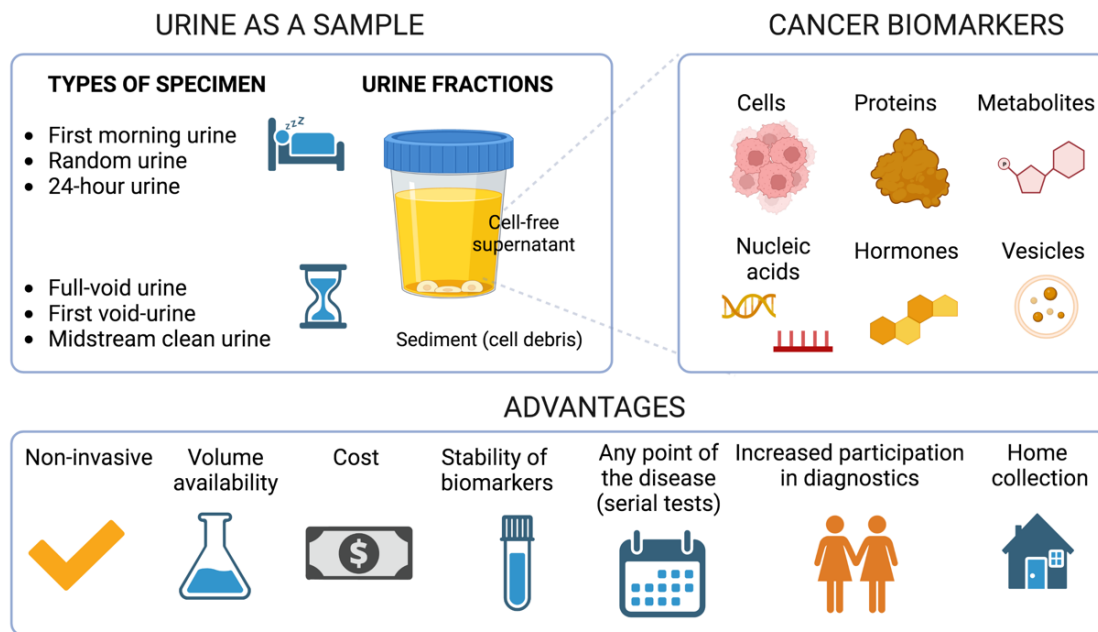 URINE AS A SAMPLE
TYPES OF SPECIMEN
• First morning urine
• Random urine
• 24-hour urine
zzz
• Full-void urine
• First void-urine
• Midstream clean urine
URINE FRACTIONS
Cell-free
supernatant
Sediment (cell debris)
CANCER BIOMARKERS
Cells
Proteins
Metabolites
P
Nucleic
acids
Hormones
Vesicles
ADVANTAGES
Non-invasive
Volume
availability
Cost
$
Stability of
biomarkers
Any point of
the disease
(serial tests)
Increased participation
in diagnostics
Home
collection